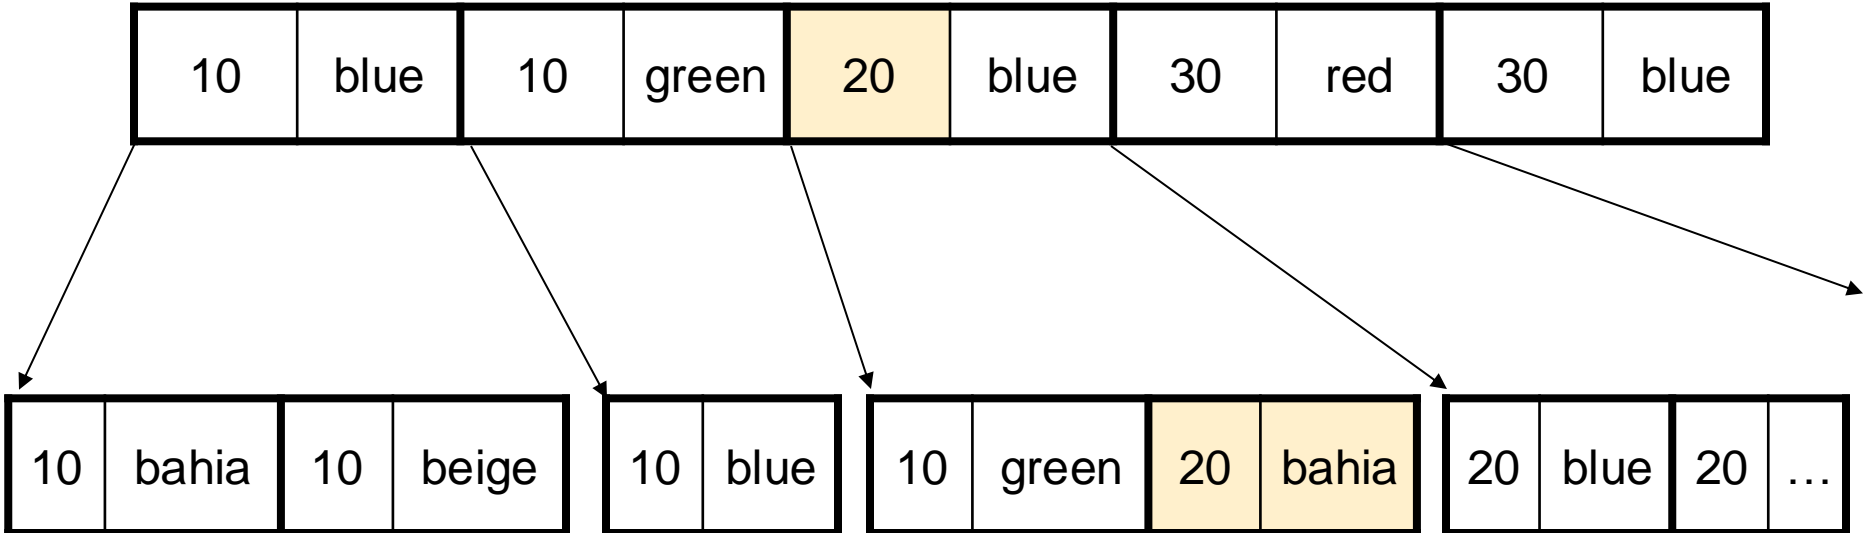 10 blue 10 green 20 blue 30 red 30 blue
10 bahia 10 beige 10 blue 10 green 20 bahia 20 blue 20 …